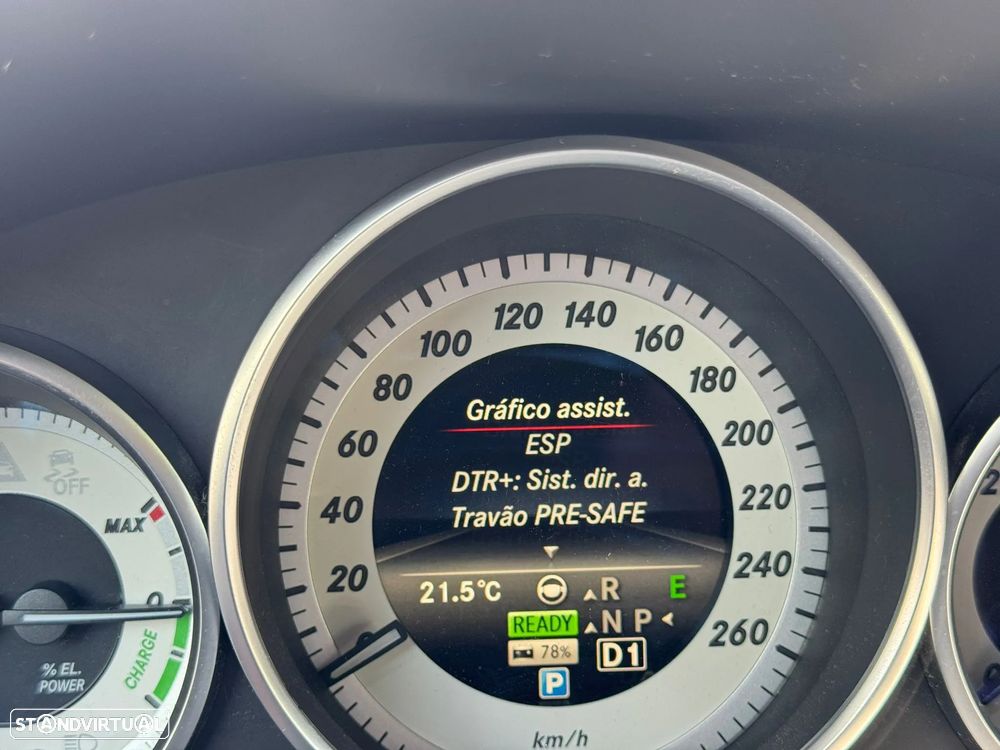 120 140
100 160
80 180
60 200
40 220
20 240
260
km/h
Gráfico assist.
ESP
DTR+: Sist. dir. a.
Travão PRE-SAFE
21.5°C R E
READY N P
78% D1
P
OFF
MAX
0
CHARGE
% EL.
POWER
STANDVIRTUAL